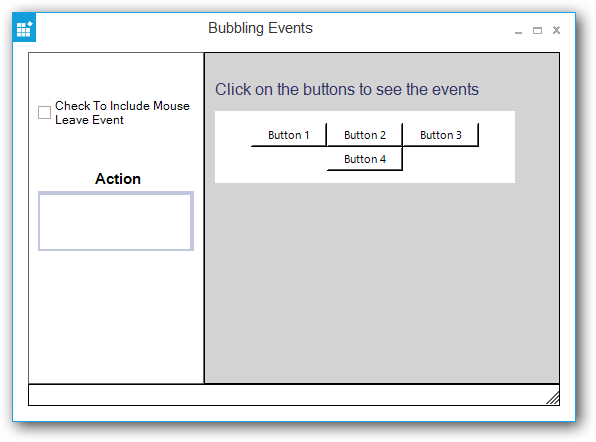 Bubbling Events
Check To Include Mouse
Leave Event
Action
Click on the buttons to see the events
Button 1 Button 2 Button 3
Button 4